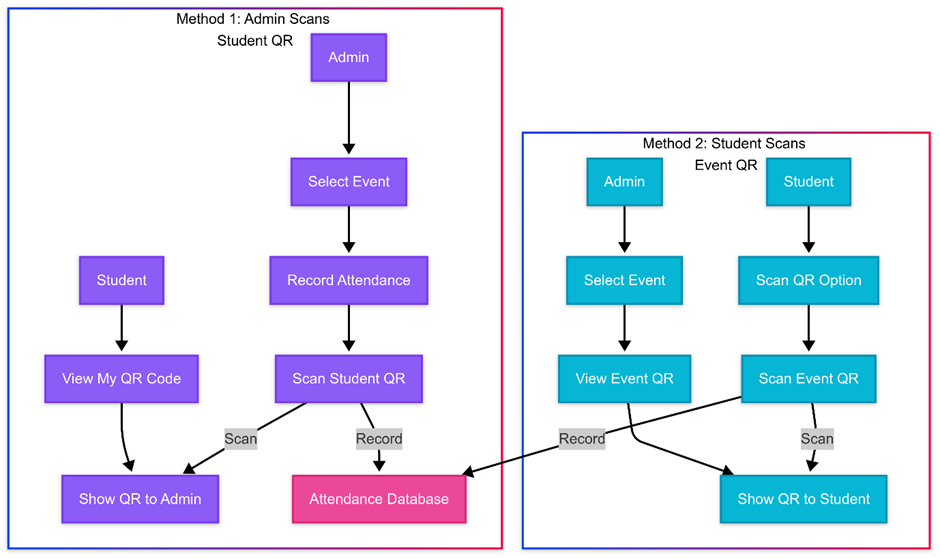 Method 1: Admin Scans
Student QR
Admin
Select Event
Student
Record Attendance
View My QR Code
Scan Student QR
Scan
Record
Show QR to Admin
Attendance Database
Method 2: Student Scans
Event QR
Admin
Student
Select Event
Scan QR Option
View Event QR
Scan Event QR
Record
Scan
Show QR to Student